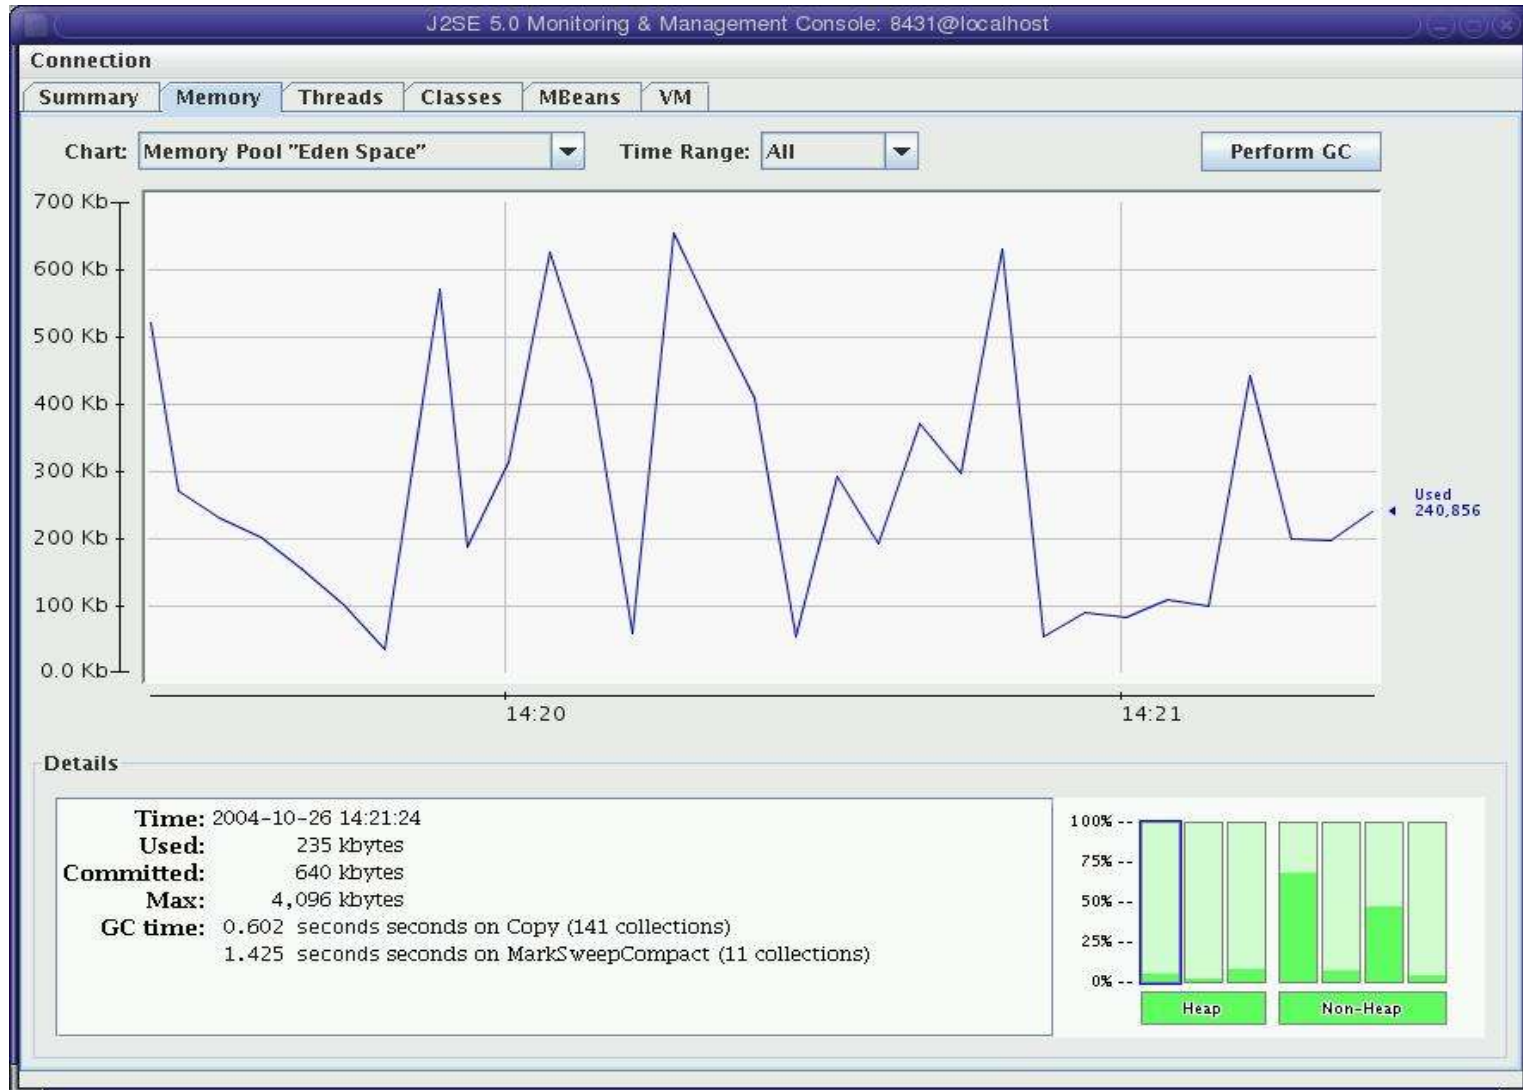 J2SE 5.0 Monitoring & Management Console: 8431@localhost
Connection
Summary Memory Threads Classes MBeans VM
Chart: Memory Pool "Eden Space" Time Range: All Perform GC
700 Kb
600 Kb
500 Kb
400 Kb
300 Kb
200 Kb
100 Kb
0.0 Kb
Used
240,856
14:20 14:21
Details
Time: 2004-10-26 14:21:24
Used: 235 kbytes
Committed: 640 kbytes
Max: 4,096 kbytes
GC time: 0.602 seconds seconds on Copy (141 collections)
1.425 seconds seconds on MarkSweepCompact (11 collections)
100% --
75% --
50% --
25% --
0% --
Heap Non-Heap